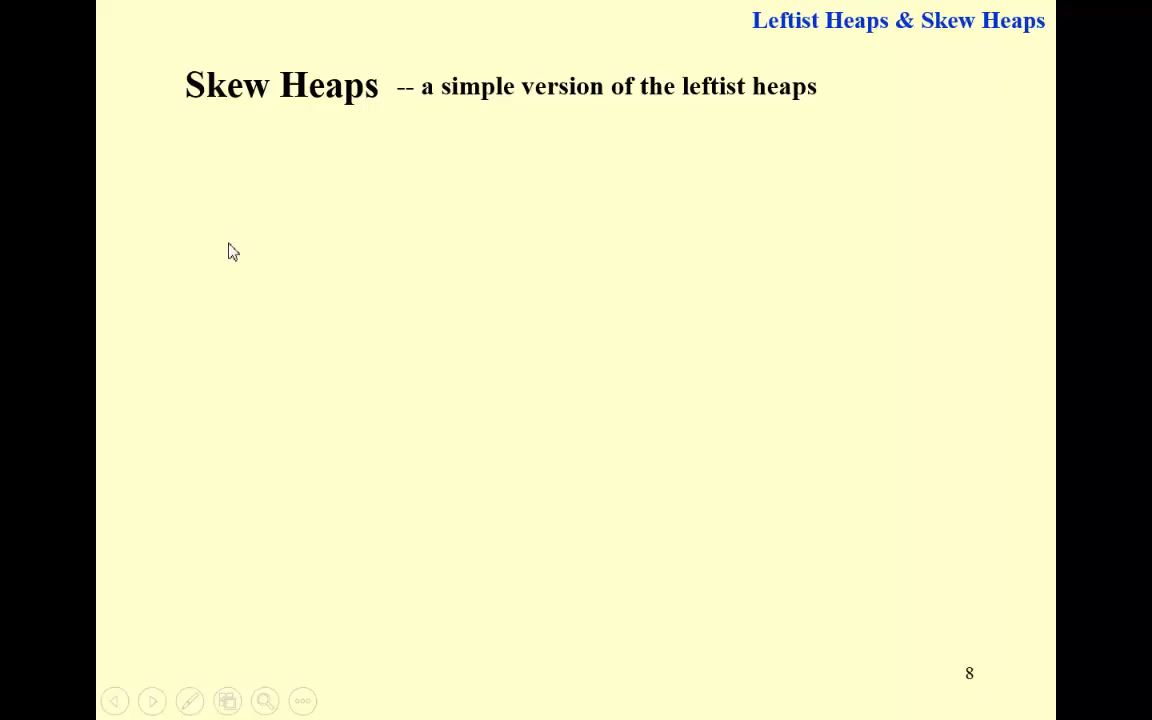 Leftist Heaps & Skew Heaps
Skew Heaps -- a simple version of the leftist heaps
8